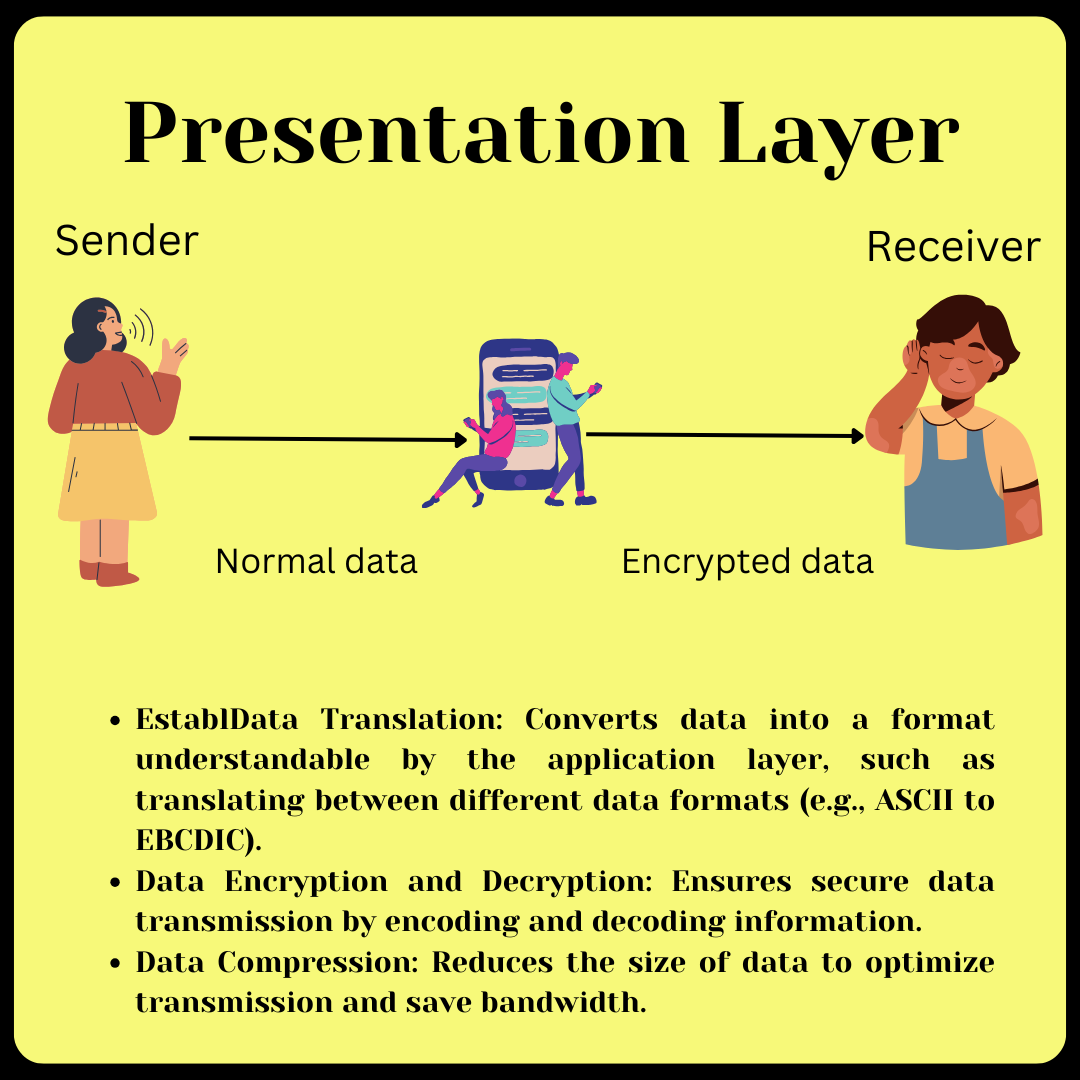 Presentation Layer
Sender
Receiver
Normal data
Encrypted data
• EstablData Translation: Converts data into a format
understandable by the application layer, such as
translating between different data formats (e.g., ASCII to
EBCDIC).
• Data Encryption and Decryption: Ensures secure data
transmission by encoding and decoding information.
• Data Compression: Reduces the size of data to optimize
transmission and save bandwidth.